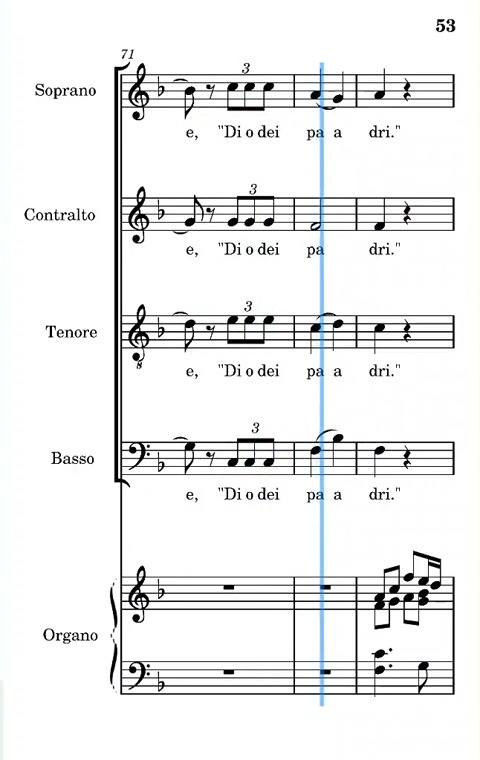 53
71
Soprano
3
e, "Di o dei pa a dri."
Contralto
3
e, "Di o dei pa dri."
Tenore
3
8
e, "Di o dei pa a dri."
Basso
3
e, "Di o dei pa a dri."
Organo